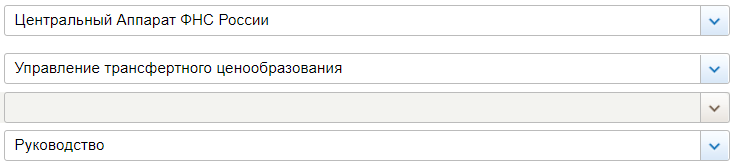 Центральный Аппарат ФНС России
Управление трансфертного ценообразования
Руководство